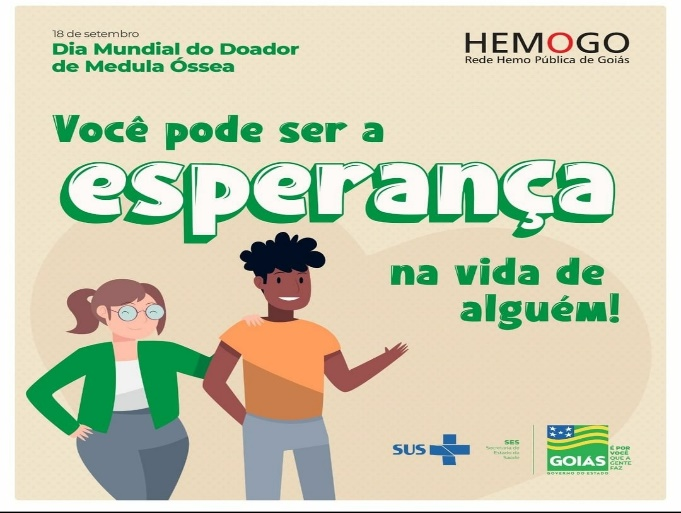 18 de setembro
Dia Mundial do Doador
de Medula Óssea
HEMOGO
Rede Hemo Pública de Goiás
Você pode ser a
esperança
na vida de
alguém!
SUS
SES
Secretaria de
Estado da
Saúde
GOIÁS
GOVERNO DO ESTADO
É POR
VOCÊ
QUE A
GENTE
FAZ